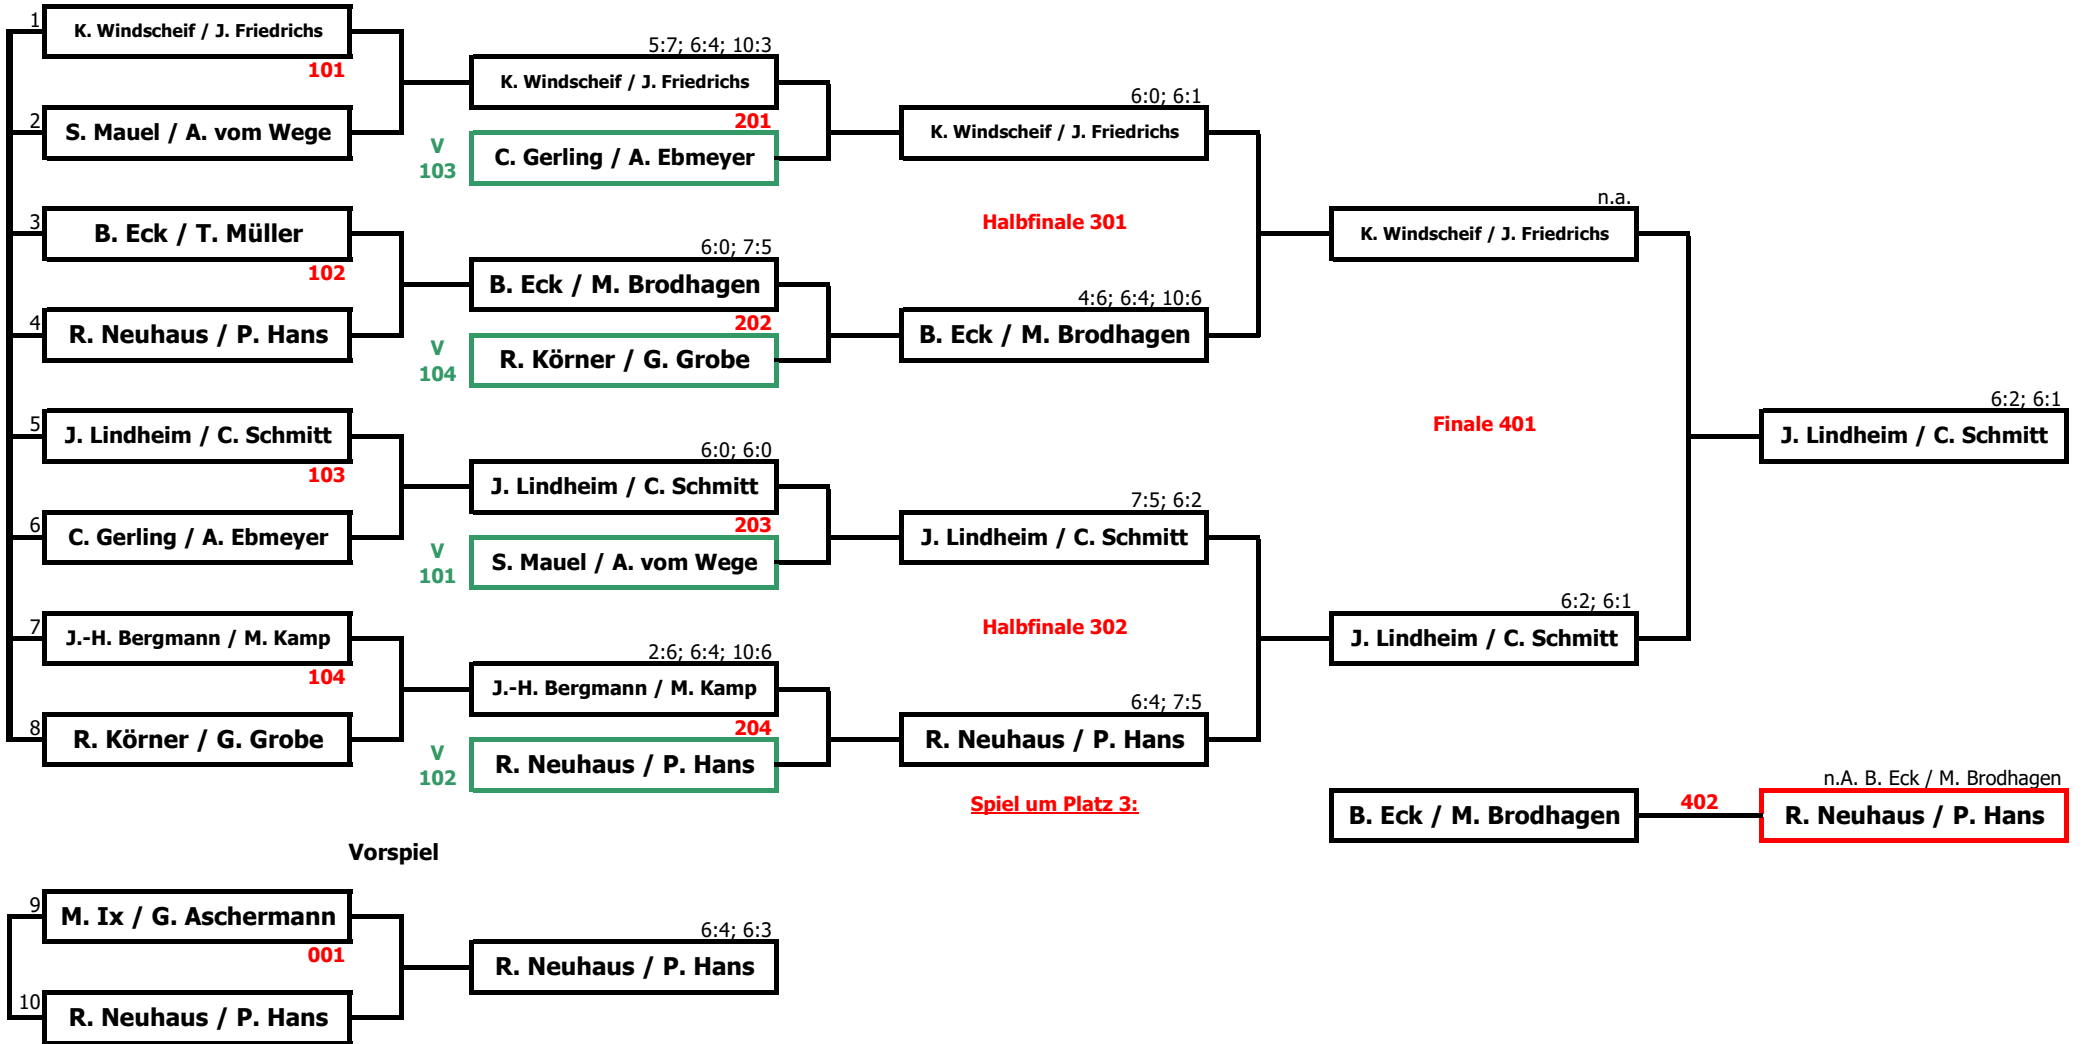 1
K. Windscheif / J. Friedrichs
101
2
S. Mauel / A. vom Wege
3
B. Eck / T. Müller
102
4
R. Neuhaus / P. Hans
5
J. Lindheim / C. Schmitt
103
6
C. Gerling / A. Ebmeyer
7
J.-H. Bergmann / M. Kamp
104
8
R. Körner / G. Grobe
5:7; 6:4; 10:3
K. Windscheif / J. Friedrichs
201
V
103
C. Gerling / A. Ebmeyer
6:0; 7:5
B. Eck / M. Brodhagen
202
V
104
R. Körner / G. Grobe
6:0; 6:0
J. Lindheim / C. Schmitt
203
V
101
S. Mauel / A. vom Wege
2:6; 6:4; 10:6
J.-H. Bergmann / M. Kamp
204
V
102
R. Neuhaus / P. Hans
6:0; 6:1
K. Windscheif / J. Friedrichs
Halbfinale 301
4:6; 6:4; 10:6
B. Eck / M. Brodhagen
7:5; 6:2
J. Lindheim / C. Schmitt
Halbfinale 302
6:4; 7:5
R. Neuhaus / P. Hans
n.a.
K. Windscheif / J. Friedrichs
Finale 401
6:2; 6:1
J. Lindheim / C. Schmitt
6:2; 6:1
J. Lindheim / C. Schmitt
Spiel um Platz 3:
B. Eck / M. Brodhagen
402
n.A. B. Eck / M. Brodhagen
R. Neuhaus / P. Hans
Vorspiel
9
M. Ix / G. Aschermann
001
10
R. Neuhaus / P. Hans
6:4; 6:3
R. Neuhaus / P. Hans